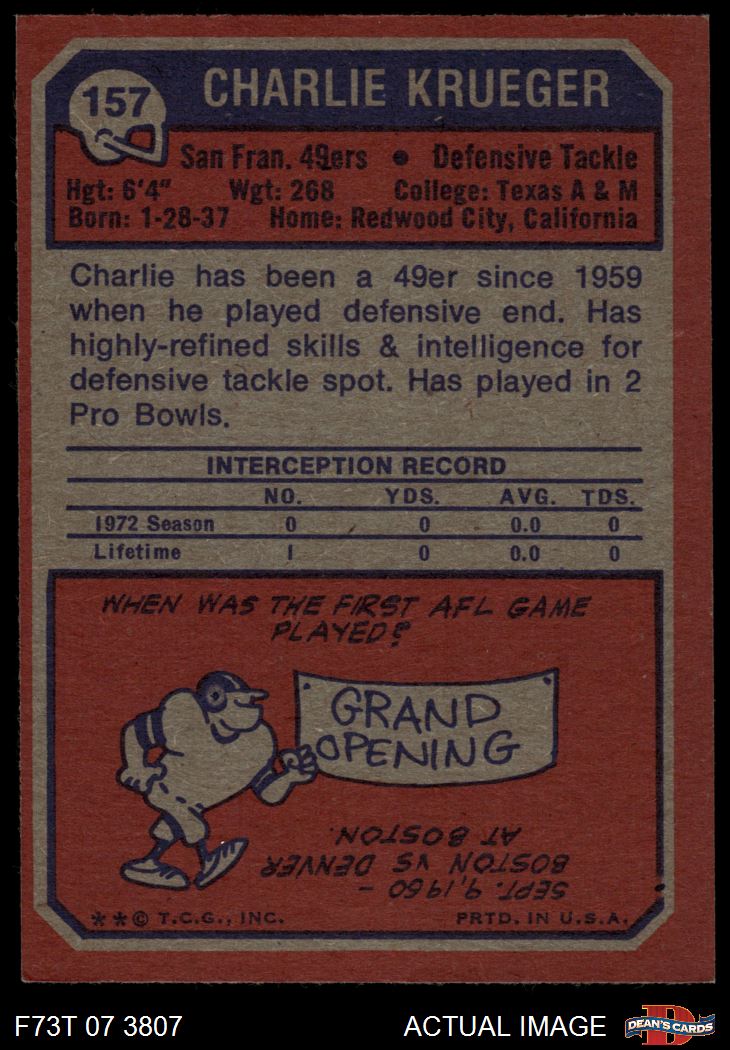 157
CHARLIE KRUEGER
San Fran. 49ers • Defensive Tackle
Hgt: 6'4" Wgt: 268 College: Texas A & M
Born: 1-28-37 Home: Redwood City, California
Charlie has been a 49er since 1959
when he played defensive end. Has
highly-refined skills & intelligence for
defensive tackle spot. Has played in 2
Pro Bowls.
INTERCEPTION RECORD
NO. YDS. AVG. TDS.
1972 Season 0 0 0.0 0
Lifetime 1 0 0.0 0
WHEN WAS THE FIRST AFL GAME
PLAYED?
GRAND
OPENING
SEPT. 9, 1960 -
BOSTON VS DENVER
AT BOSTON.
**© T.C.G., INC. PRTD. IN U.S.A.
F73T 07 3807 ACTUAL IMAGE
D
DEAN'S CARDS